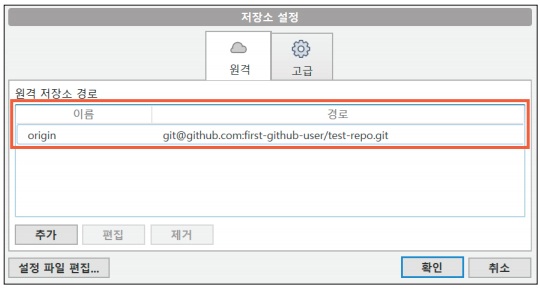 저장소 설정
원격
고급
원격 저장소 경로
이름 경로
origin git@github.com:first-github-user/test-repo.git
추가 편집 제거
설정 파일 편집... 확인 취소